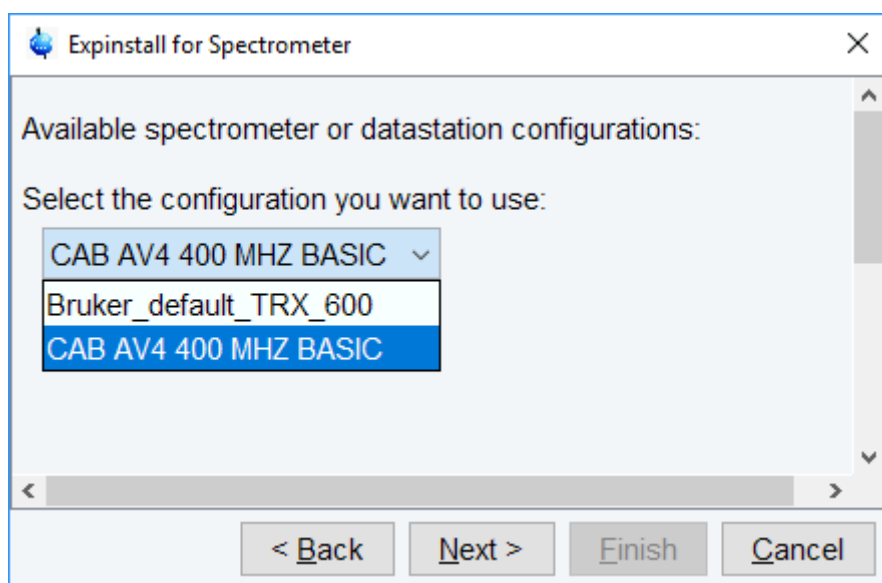 Expinstall for Spectrometer
Available spectrometer or datastation configurations:
Select the configuration you want to use:
CAB AV4 400 MHZ BASIC
Bruker_default_TRX_600
CAB AV4 400 MHZ BASIC
< Back Next > Finish Cancel